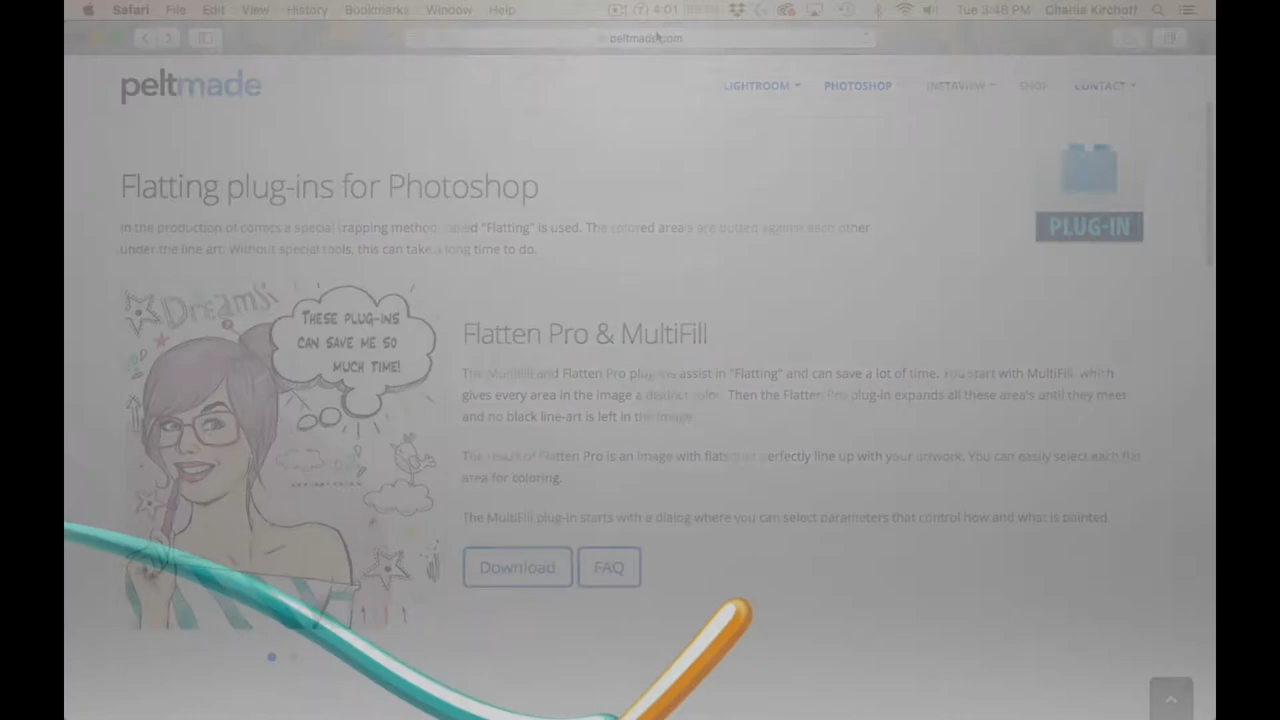 Safari File Edit View History Bookmarks Window Help 4:01 Tue 3:48 PM Charlie Kirchoff
peltmade.com
peltmade
LIGHTROOM PHOTOSHOP INSTAVIEW SHOP CONTACT
Flatting plug-ins for Photoshop
In the production of comics a special trapping method, called "Flatting" is used. The colored area's are butted against each other
under the line art. Without special tools, this can take a long time to do.
PLUG-IN
Dreams
THESE PLUG-INS
CAN SAVE ME SO
MUCH TIME!
Flatten Pro & MultiFill
The MultiFill and Flatten Pro plug-ins assist in "Flatting" and can save a lot of time. You start with MultiFill, which
gives every area in the image a distinct color. Then the Flatten Pro plug-in expands all these area's until they meet
and no black line-art is left in the image.
The result of Flatten Pro is an image with flats that perfectly line up with your artwork. You can easily select each flat
area for coloring.
The MultiFill plug-in starts with a dialog where you can select parameters that control how and what is painted.
Download FAQ